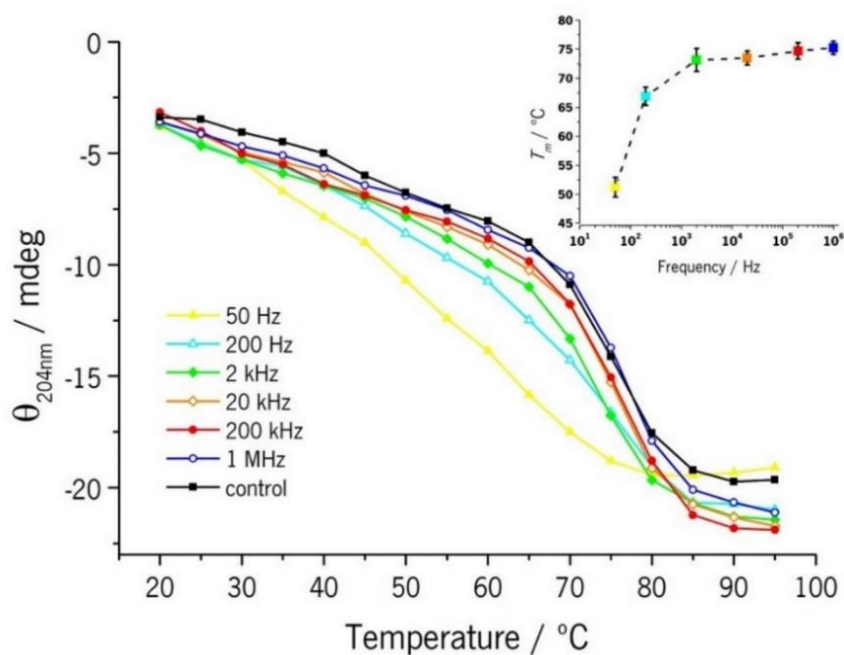 0
-5
-10
-15
-20
θ204nm / mdeg
20 30 40 50 60 70 80 90 100
Temperature / ºC
50 Hz
200 Hz
2 kHz
20 kHz
200 kHz
1 MHz
control
80
75
70
65
60
55
50
45
Tm / °C
10¹ 10² 10³ 10⁴ 10⁵ 10⁶
Frequency / Hz